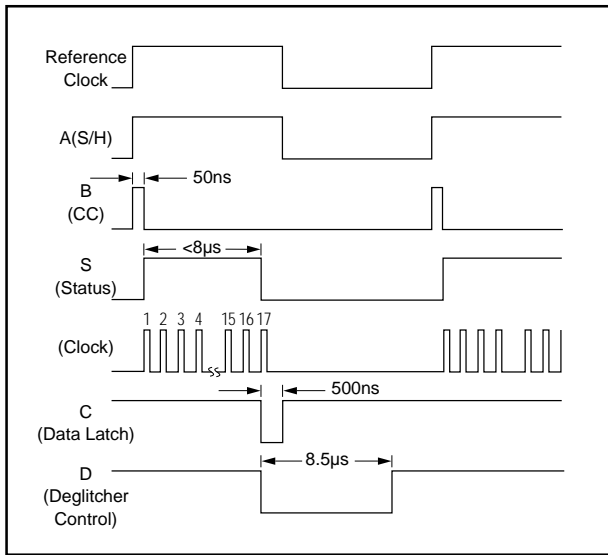 Reference
Clock
A(S/H)
50ns
B
(CC)
<8µs
S
(Status)
1 2 3 4 15 16 17
(Clock)
500ns
C
(Data Latch)
8.5µs
D
(Deglitcher
Control)